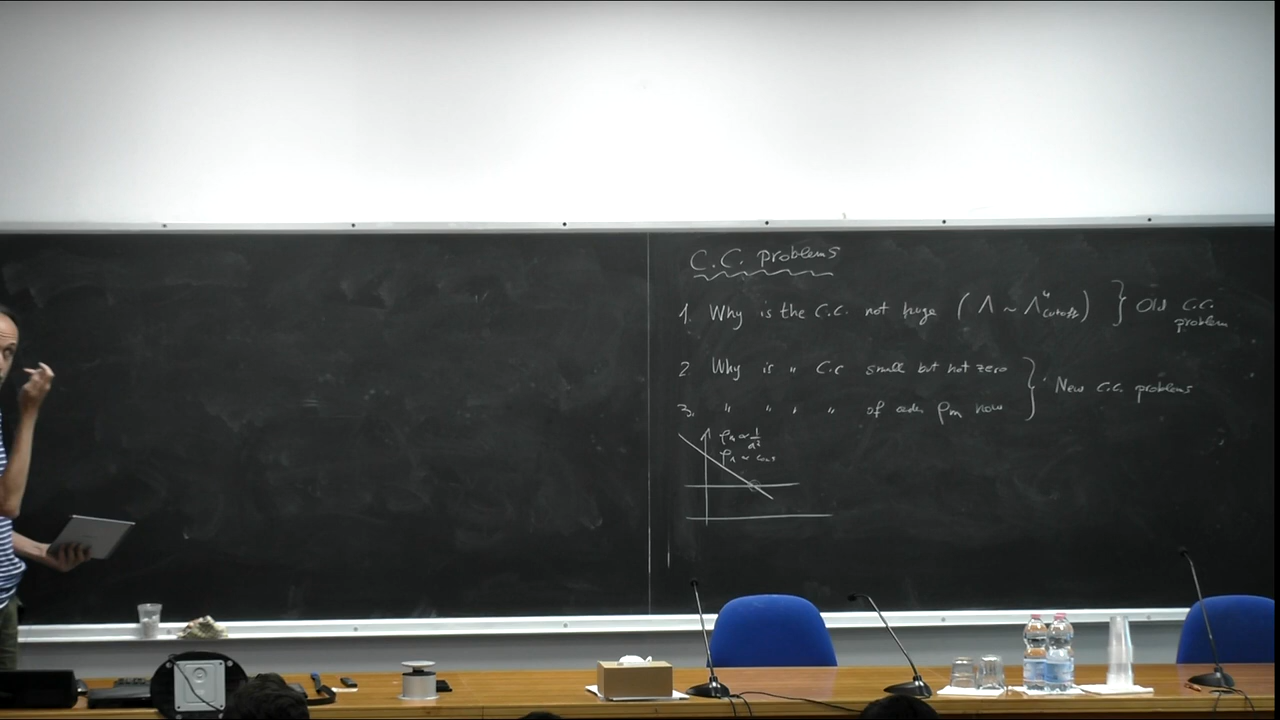 C.C. problems
1. Why is the C.C. not huge ( Λ ~ Λ⁴cutoff ) } Old C.C. problem
2. Why is " C.C small but not zero } New C.C. problems
3. " " " " of order ρm now
ρm ∝ 1/a³
ρΛ ~ const